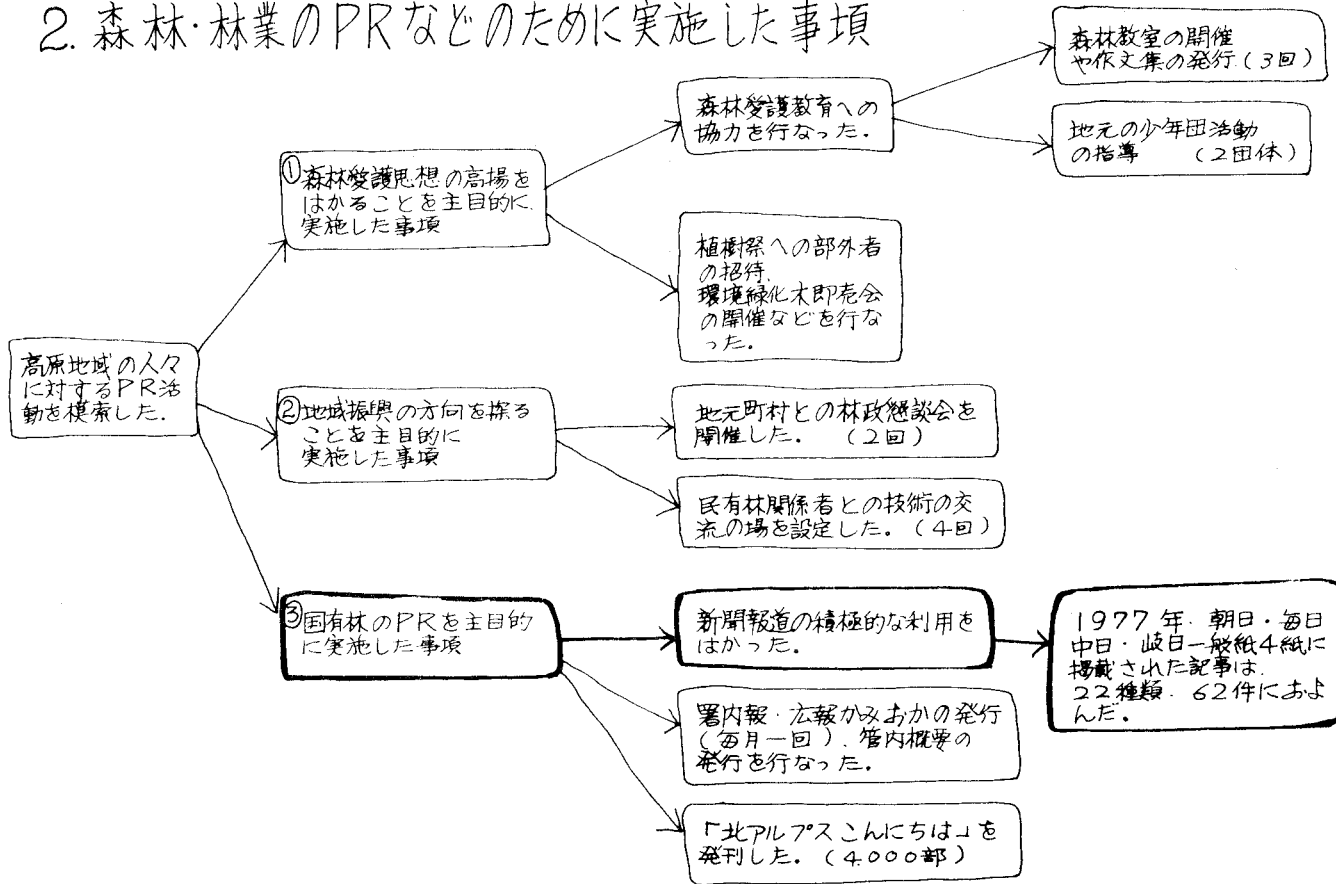 2. 森林・林業のPRなどのために実施した事項
高原地域の人々
に対するPR活
動を模索した.
①森林愛護思想の高揚を
はかることを主目的に.
実施した事項
森林愛護教育への
協力を行なった.
森林教室の開催
や作文集の発行(3回)
地元の少年団活動
の指導 (2団体)
植樹祭への部外者
の招待.
環境緑化木即売会
の開催などを行な
った.
②地域振興の方向を探る
ことを主目的に
実施した事項
地元町村との林政懇談会を
開催した. (2回)
民有林関係者との技術の交
流の場を設定した. (4回)
③国有林のPRを主目的
に実施した事項
新聞報道の積極的な利用を
はかった.
1977年. 朝日・毎日
中日・岐日一般紙4紙に
掲載された記事は.
22種類. 62件におよ
んだ.
署内報・広報かみおかの発行
(毎月一回). 管内概要の
発行を行なった.
「北アルプスこんにちは」を
発刊した. (4.000部)